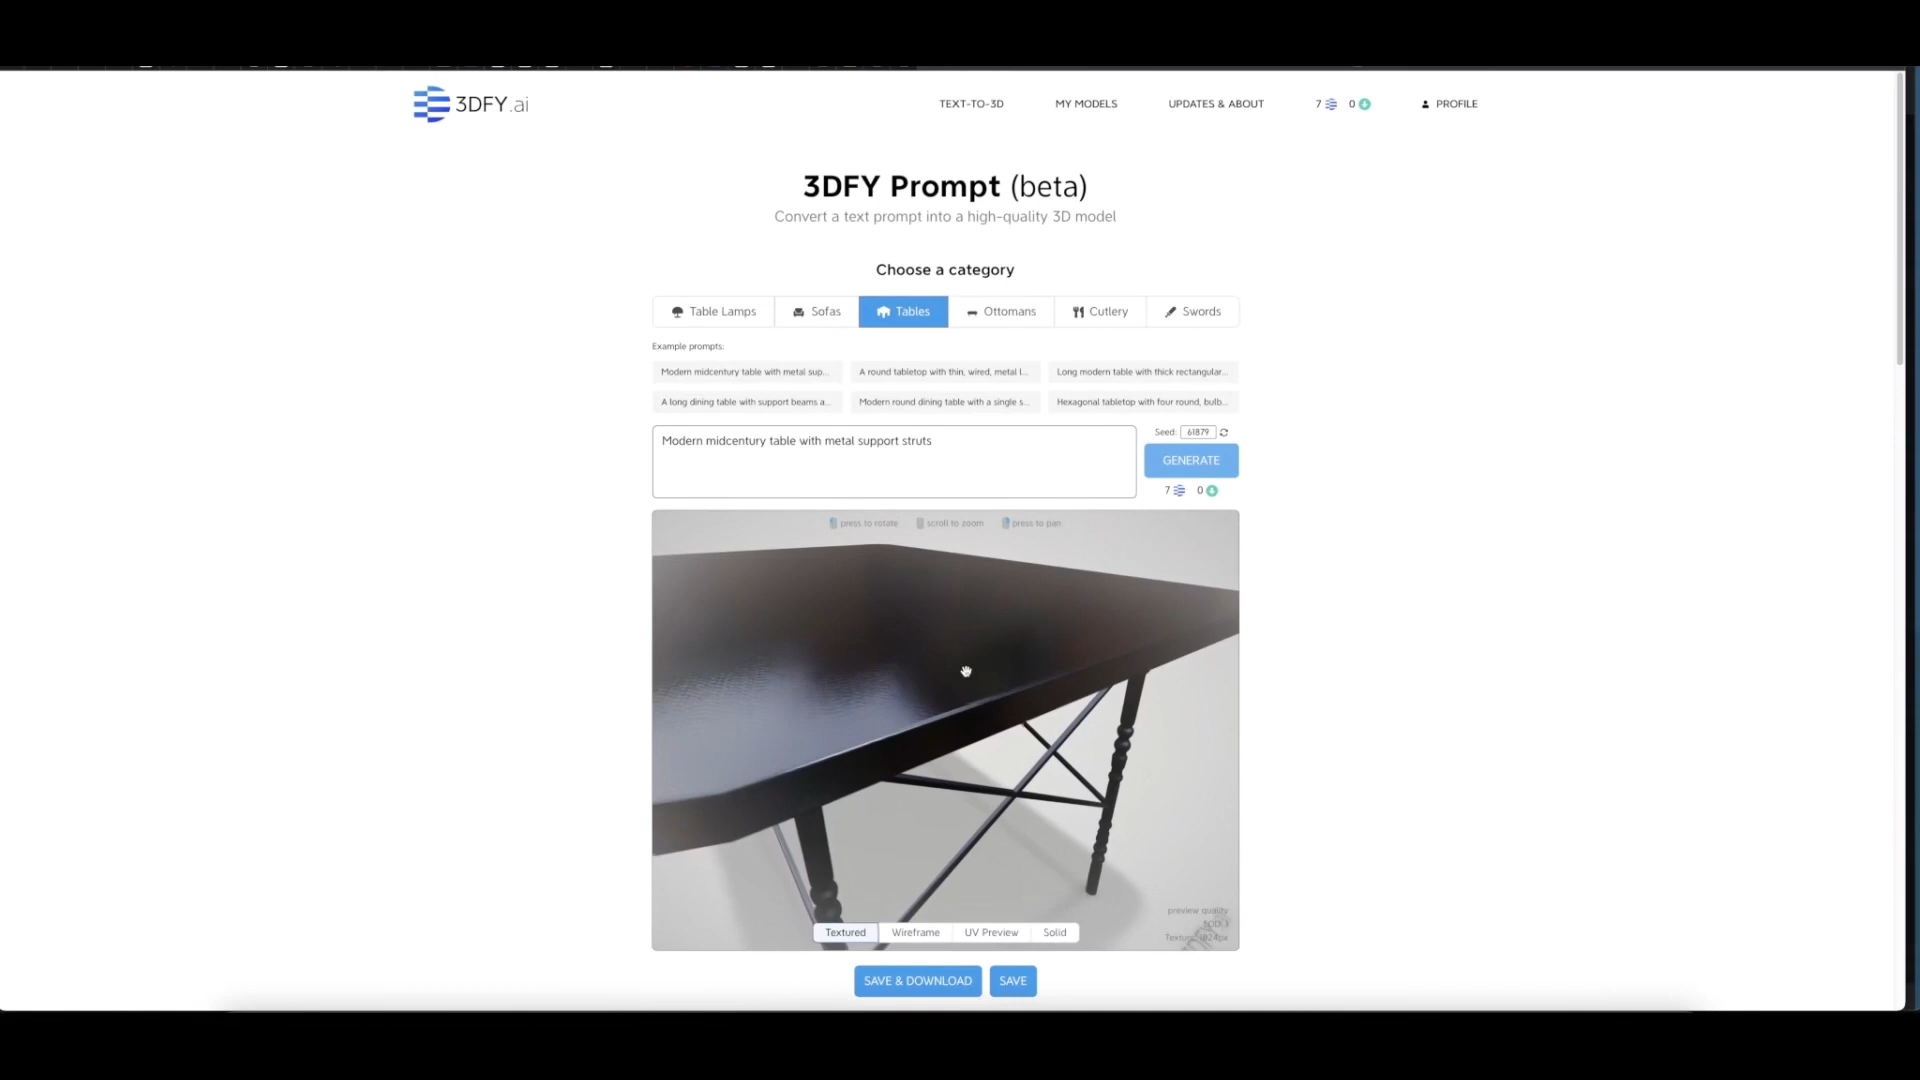 3DFY.ai
TEXT-TO-3D
MY MODELS
UPDATES & ABOUT
7 0
PROFILE
3DFY Prompt (beta)
Convert a text prompt into a high-quality 3D model
Choose a category
Table Lamps
Sofas
Tables
Ottomans
Cutlery
Swords
Example prompts:
Modern midcentury table with metal sup...
A round tabletop with thin, wired, metal l...
Long modern table with thick rectangular...
A long dining table with support beams a...
Modern round dining table with a single s...
Hexagonal tabletop with four round, bulb...
Modern midcentury table with metal support struts
Seed: 61879
GENERATE
7 0
press to rotate
scroll to zoom
press to pan
preview quality
Texture 1024px
Textured
Wireframe
UV Preview
Solid
SAVE & DOWNLOAD
SAVE